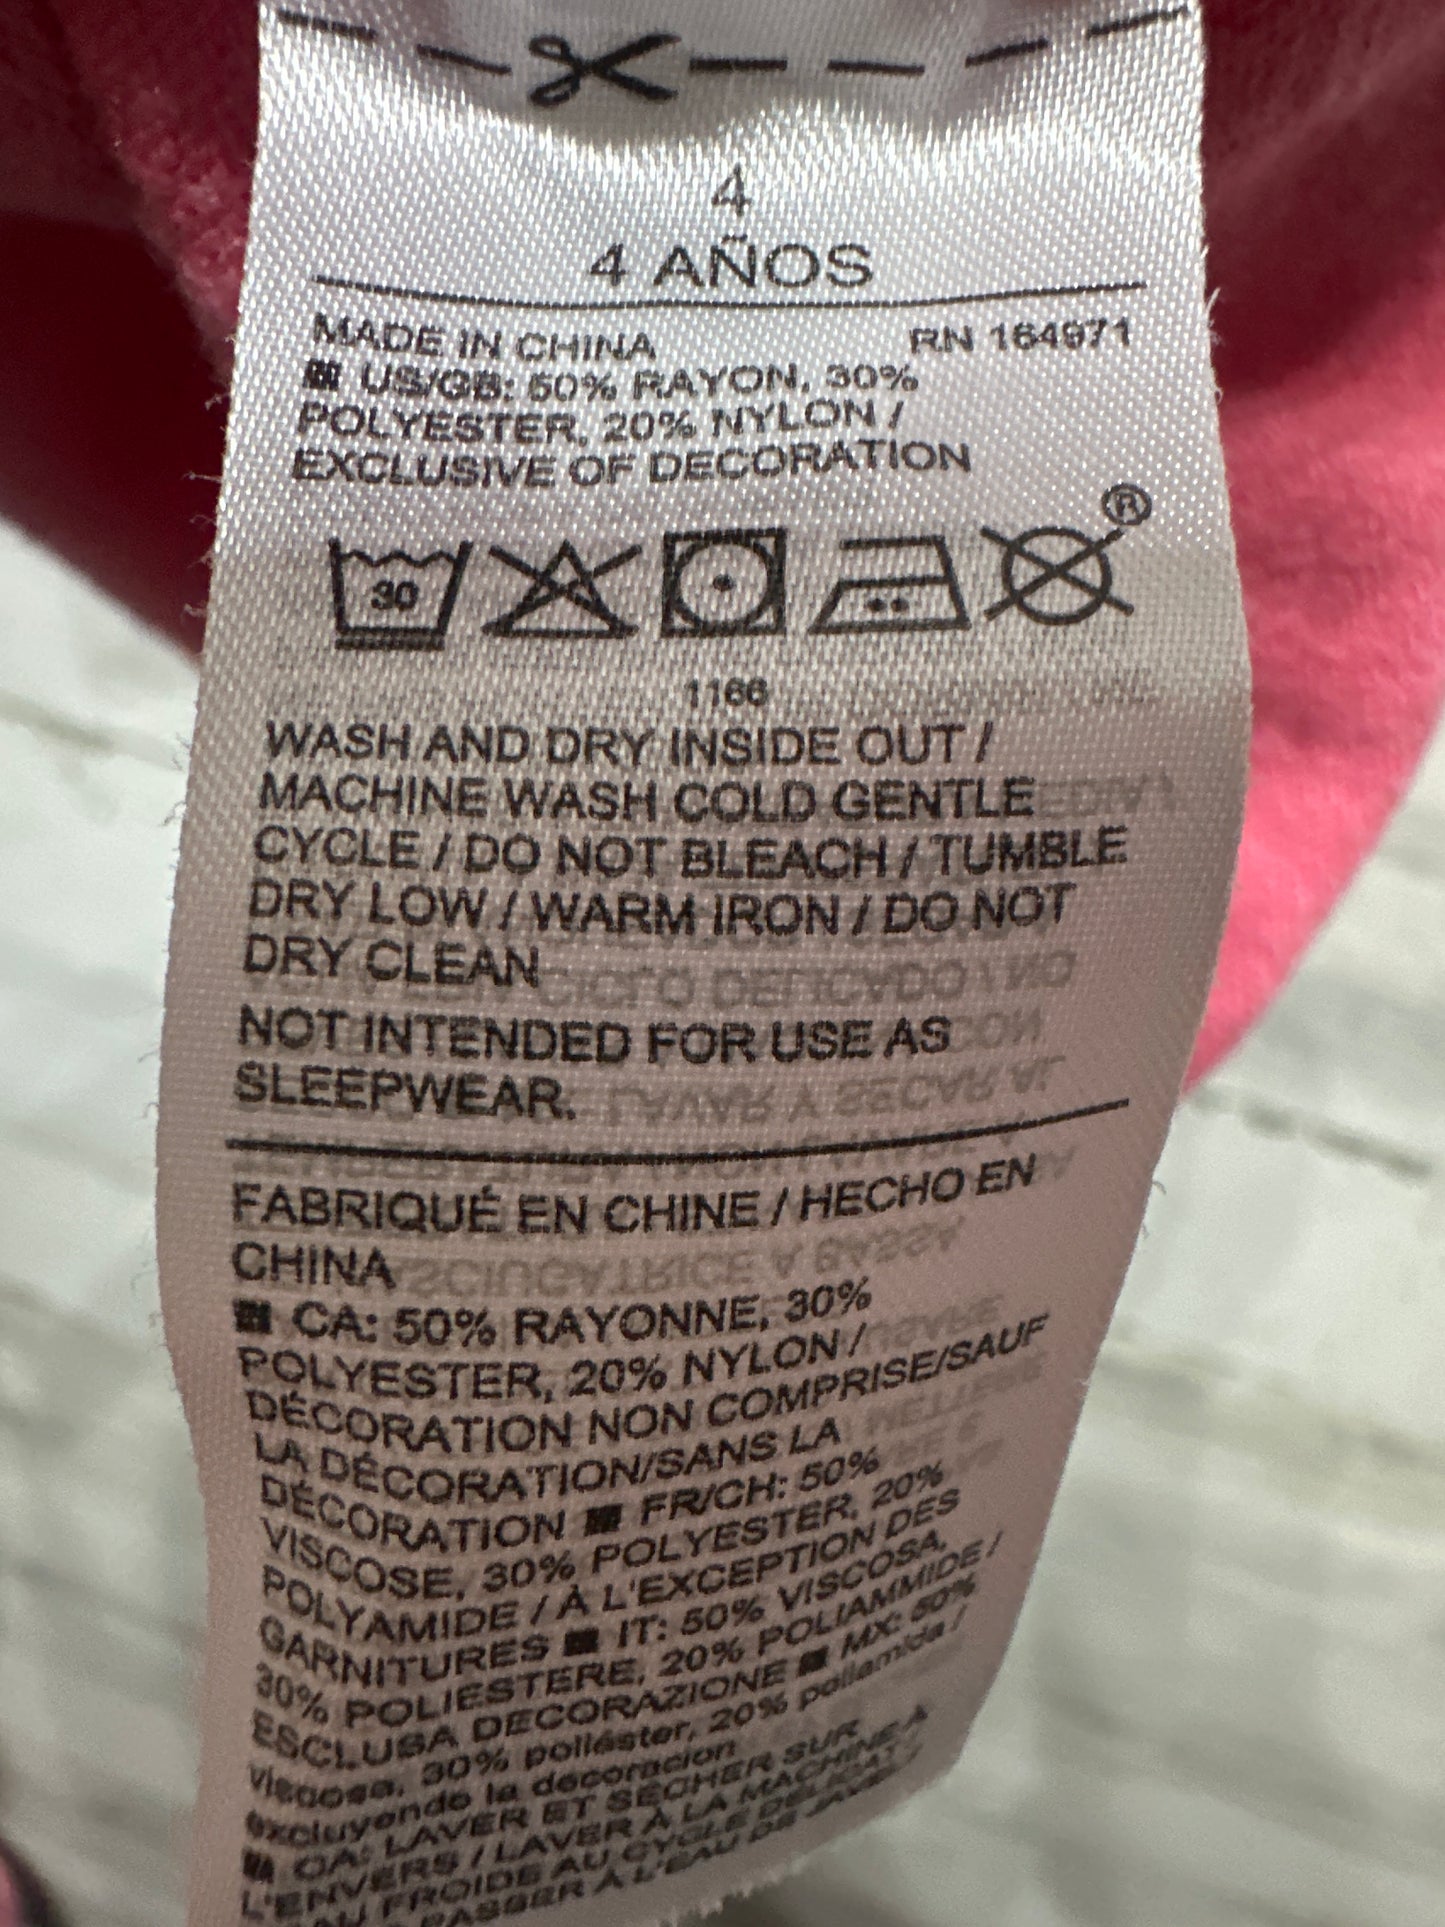 4
4 AÑOS
MADE IN CHINA RN 164971
US/GB: 50% RAYON, 30%
POLYESTER, 20% NYLON /
EXCLUSIVE OF DECORATION
30
®
1166
WASH AND DRY INSIDE OUT /
MACHINE WASH COLD GENTLE
CYCLE / DO NOT BLEACH / TUMBLE
DRY LOW / WARM IRON / DO NOT
DRY CLEAN
NOT INTENDED FOR USE AS
SLEEPWEAR.
FABRIQUÉ EN CHINE / HECHO EN
CHINA
CA: 50% RAYONNE, 30%
POLYESTER, 20% NYLON /
DÉCORATION NON COMPRISE/SAUF
LA DÉCORATION/SANS LA
DÉCORATION FR/CH: 50%
VISCOSE, 30% POLYESTER, 20%
POLYAMIDE / À L'EXCEPTION DES
GARNITURES IT: 50% VISCOSA,
30% POLIESTERE, 20% POLIAMMIDE /
ESCLUSA DECORAZIONE MX: 50%
viscosa, 30% poliéster, 20% poliamida /
excluyendo la decoracion
CA: LAVER ET SÉCHER SUR
L'ENVERS / LAVER À LA MACHINE À
EAU FROIDE AU CYCLE DÉLICAT /
PASSER À L'EAU DE